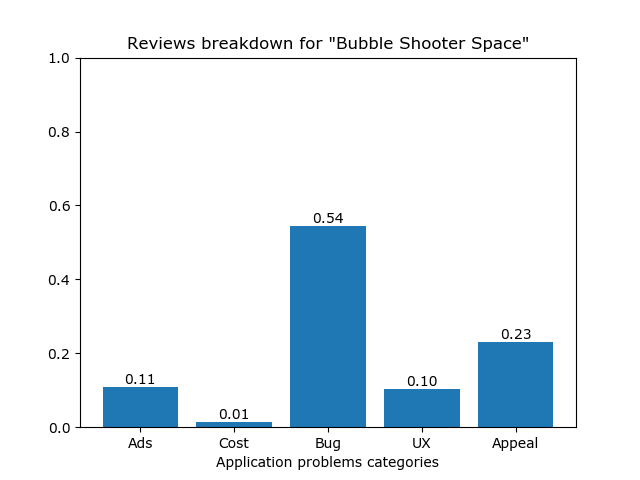 Reviews breakdown for "Bubble Shooter Space"
1.0
0.8
0.6
0.4
0.2
0.0
0.11
0.01
0.54
0.10
0.23
Ads
Cost
Bug
UX
Appeal
Application problems categories